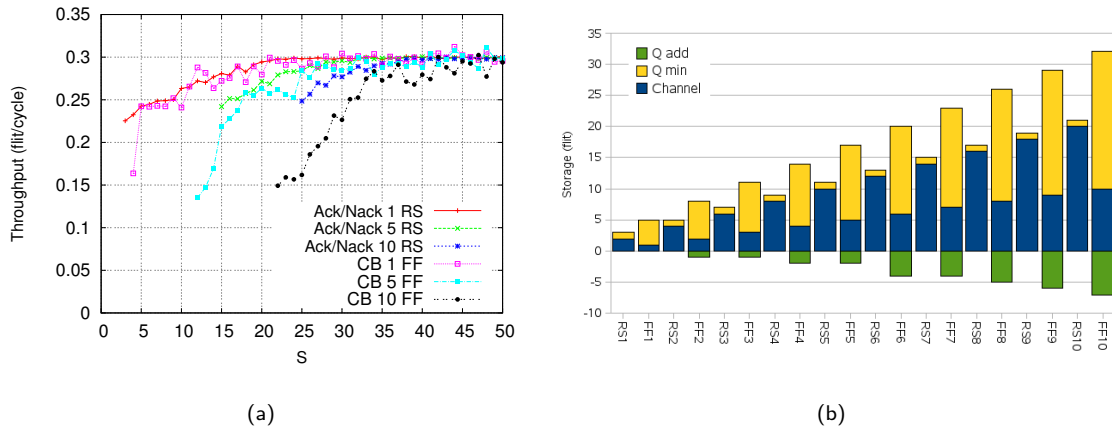 Throughput (flit/cycle)
0.35
0.3
0.25
0.2
0.15
0.1
0.05
0
0 5 10 15 20 25 30 35 40 45 50
S
Ack/Nack 1 RS
Ack/Nack 5 RS
Ack/Nack 10 RS
CB 1 FF
CB 5 FF
CB 10 FF
(a)
Storage (flit)
35
30
25
20
15
10
5
0
-5
-10
Q add
Q min
Channel
RS1 FF1 RS2 FF2 RS3 FF3 RS4 FF4 RS5 FF5 RS6 FF6 RS7 FF7 RS8 FF8 RS9 FF9 RS10 FF10
(b)